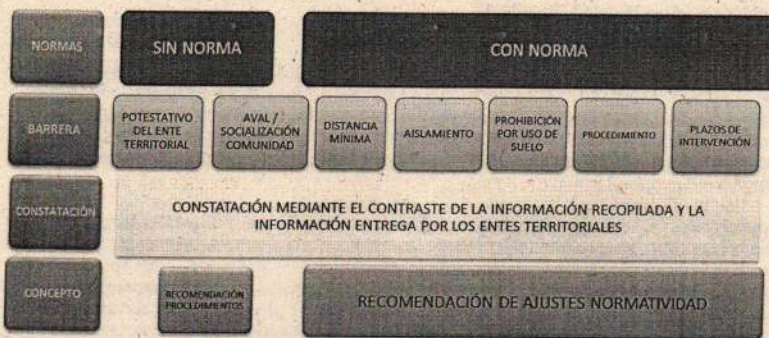 NORMAS
SIN NORMA
CON NORMA
BARRERA
POTESTATIVO
DEL ENTE
TERRITORIAL
AVAL /
SOCIALIZACIÓN
COMUNIDAD
DISTANCIA
MÍNIMA
AISLAMIENTO
PROHIBICIÓN
POR USO DE
SUELO
PROCEDIMIENTO
PLAZOS DE
INTERVENCIÓN
CONSTATACIÓN
CONSTATACIÓN MEDIANTE EL CONTRASTE DE LA INFORMACIÓN RECOPILADA Y LA
INFORMACIÓN ENTREGA POR LOS ENTES TERRITORIALES
CONCEPTO
RECOMENDACIÓN
PROCEDIMIENTOS
RECOMENDACIÓN DE AJUSTES NORMATIVIDAD